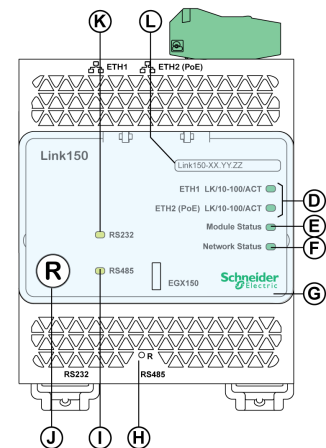 K
L
ETH1
ETH2 (PoE)
Link150
Link150-XX.YY.ZZ
ETH1 LK/10-100/ACT
D
ETH2 (PoE) LK/10-100/ACT
Module Status
E
RS232
Network Status
F
R
RS485
EGX150
Schneider
Electric
G
R
RS232
RS485
J
I
H